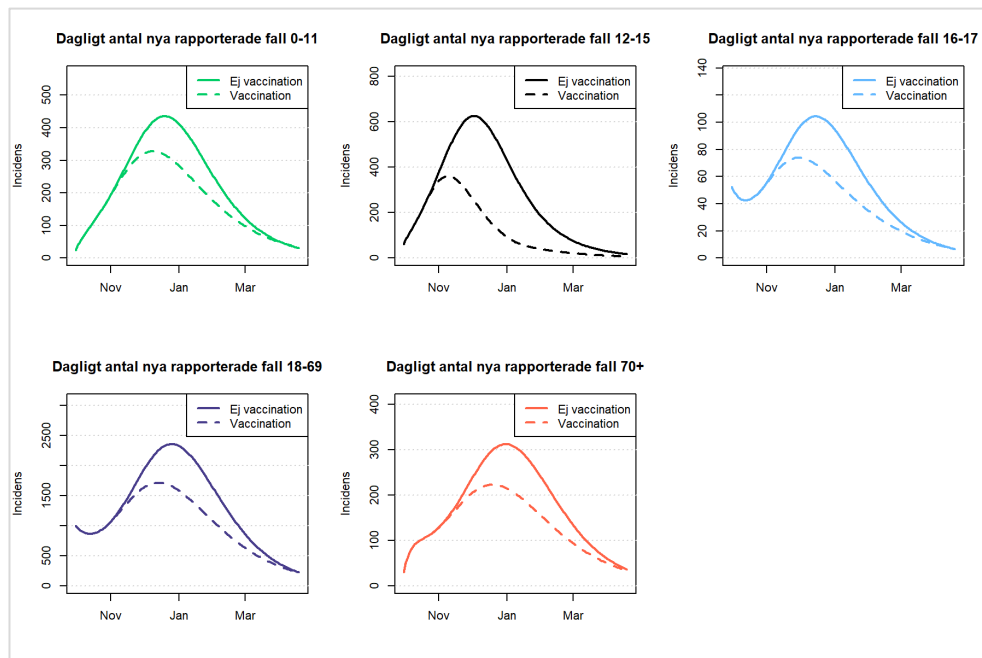 Dagligt antal nya rapporterade fall 0-11
Incidens
500
400
300
200
100
0
Ej vaccination
Vaccination
Nov Jan Mar
Dagligt antal nya rapporterade fall 12-15
Incidens
800
600
400
200
0
Ej vaccination
Vaccination
Nov Jan Mar
Dagligt antal nya rapporterade fall 16-17
Incidens
140
100
80
60
40
20
0
Ej vaccination
Vaccination
Nov Jan Mar
Dagligt antal nya rapporterade fall 18-69
Incidens
2500
1500
500
0
Ej vaccination
Vaccination
Nov Jan Mar
Dagligt antal nya rapporterade fall 70+
Incidens
400
300
200
100
0
Ej vaccination
Vaccination
Nov Jan Mar